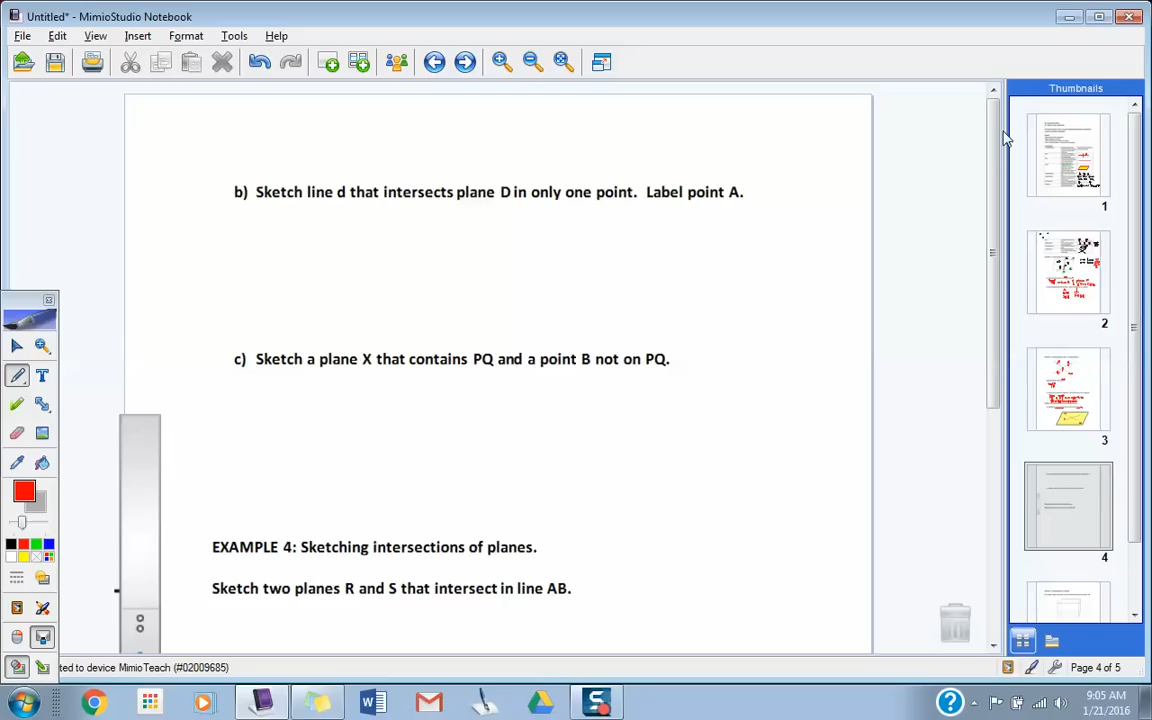 Untitled* - MimioStudio Notebook
File Edit View Insert Format Tools Help
Thumbnails
b) Sketch line d that intersects plane D in only one point. Label point A.
1
2
c) Sketch a plane X that contains PQ and a point B not on PQ.
3
EXAMPLE 4: Sketching intersections of planes.
4
Sketch two planes R and S that intersect in line AB.
ted to device MimioTeach (#02009685)
Page 4 of 5
9:05 AM
1/21/2016